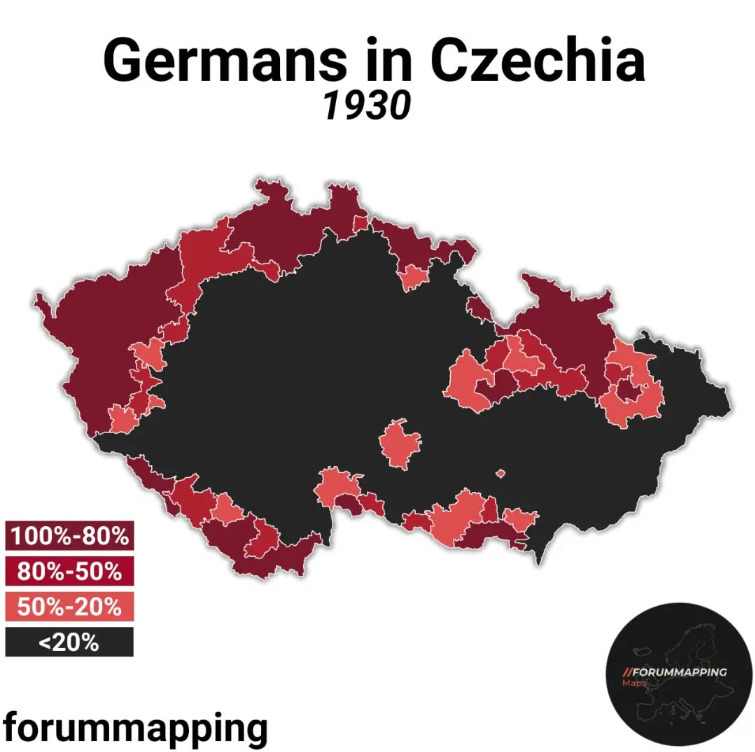 Germans in Czechia
1930
100%-80%
80%-50%
50%-20%
<20%
//FORUMMAPPING
Maps
forummapping